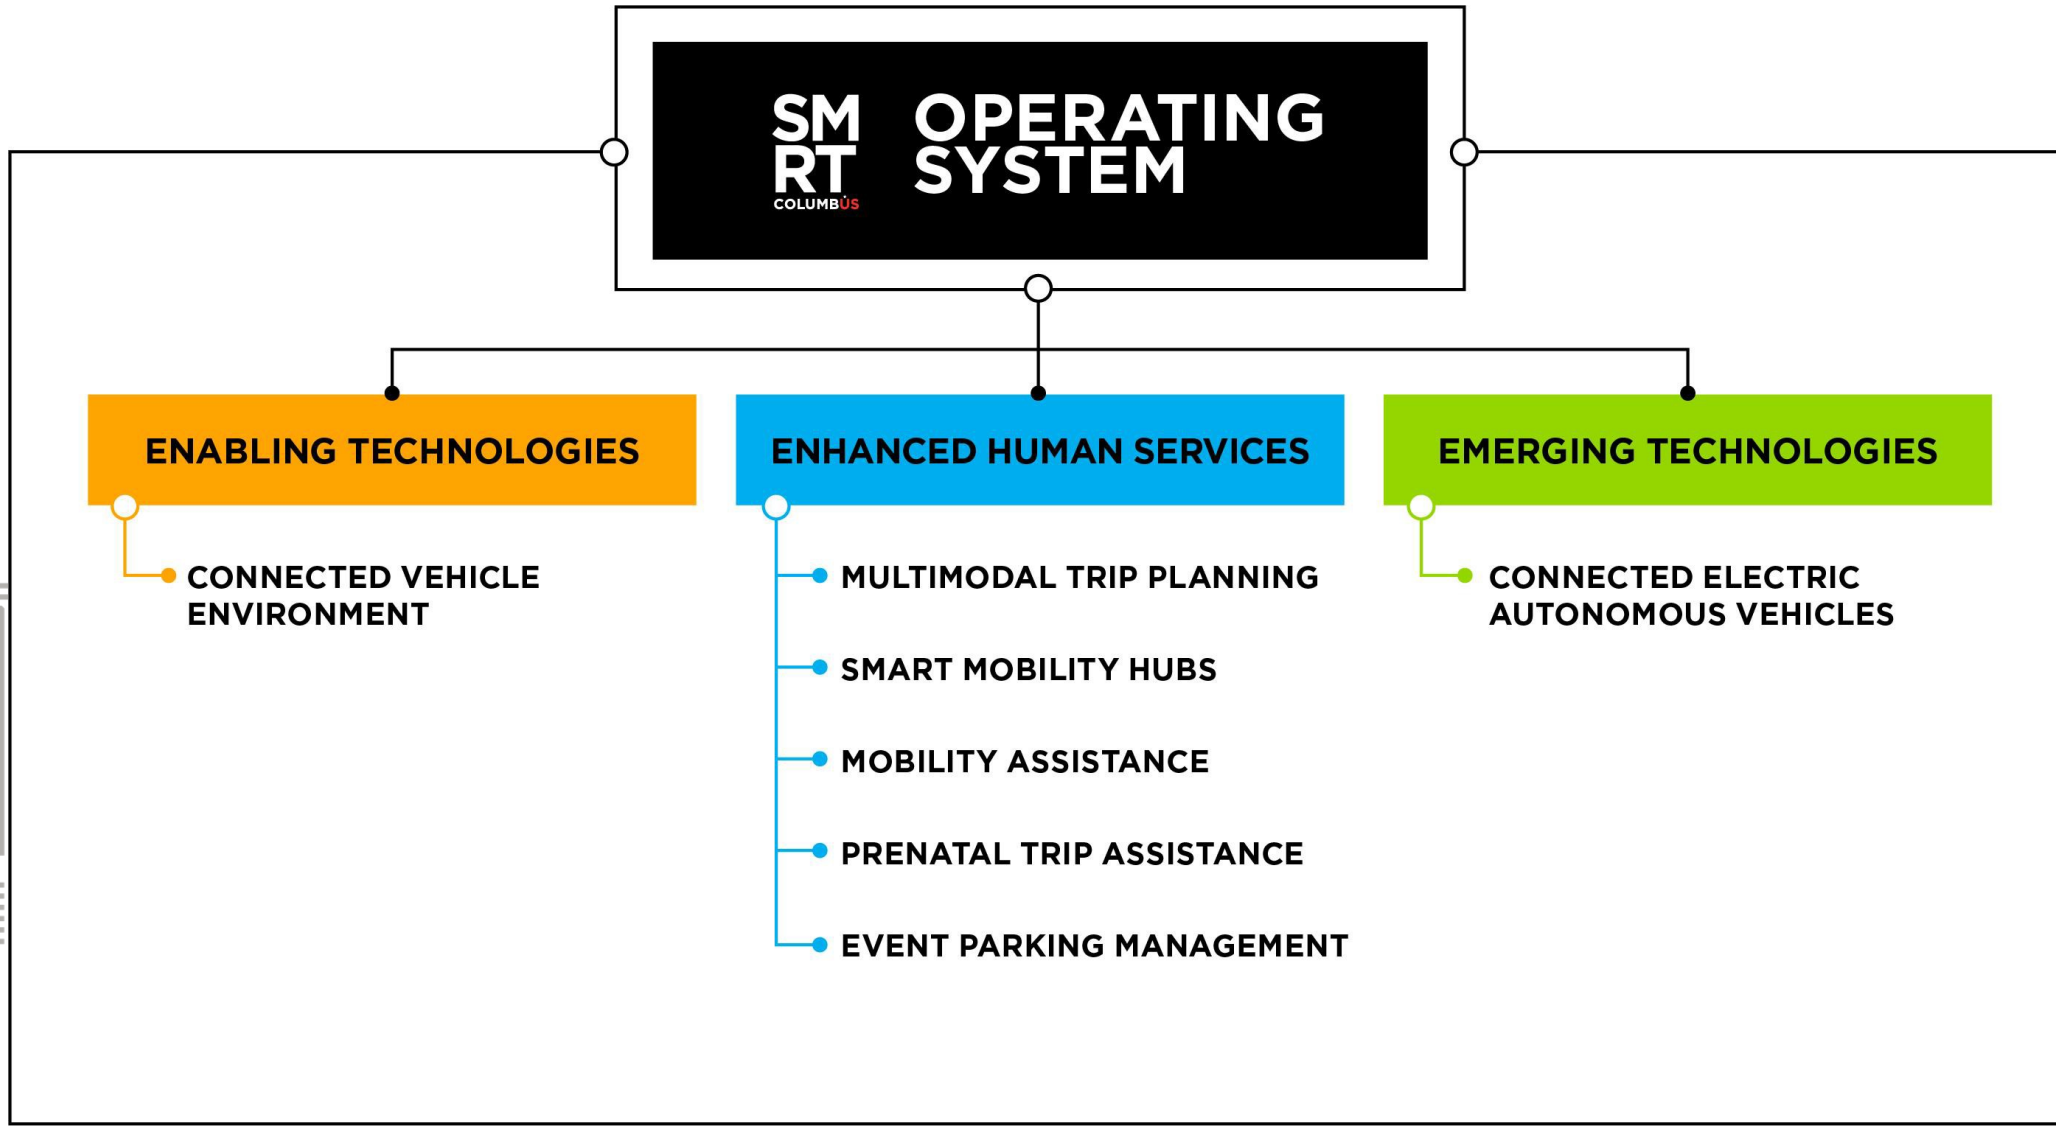 SM
RT
COLUMBUS
OPERATING
SYSTEM
ENABLING TECHNOLOGIES
CONNECTED VEHICLE
ENVIRONMENT
ENHANCED HUMAN SERVICES
MULTIMODAL TRIP PLANNING
SMART MOBILITY HUBS
MOBILITY ASSISTANCE
PRENATAL TRIP ASSISTANCE
EVENT PARKING MANAGEMENT
EMERGING TECHNOLOGIES
CONNECTED ELECTRIC
AUTONOMOUS VEHICLES